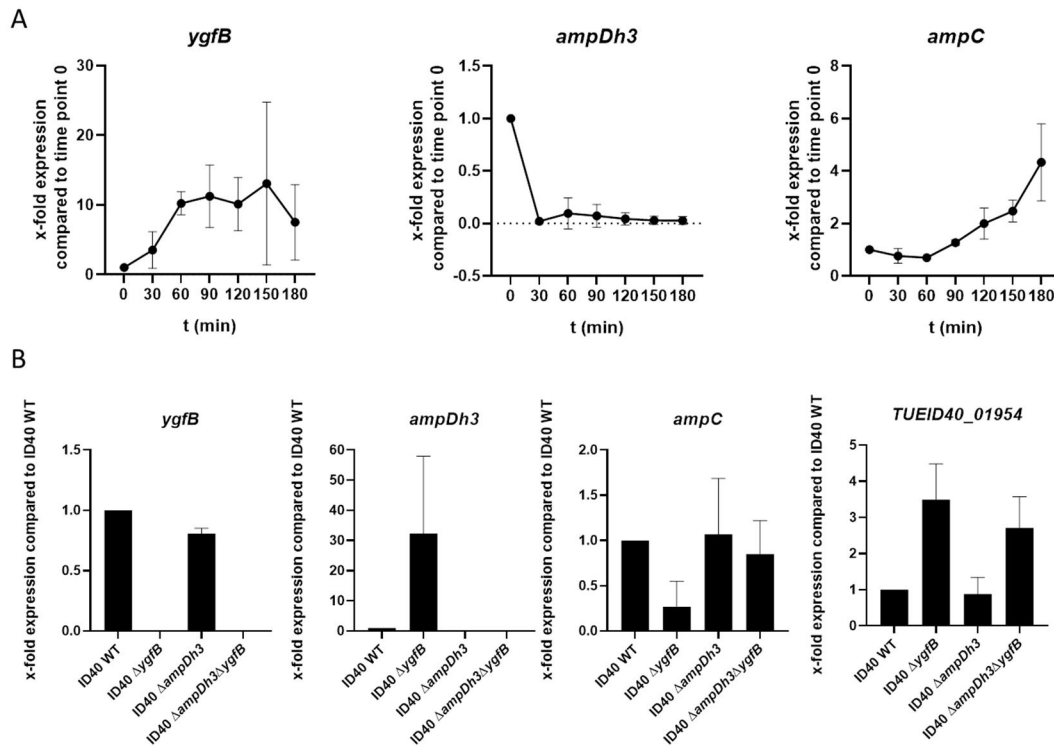 A
ygfB
x-fold expression
compared to time point 0
30
20
10
0
0 30 60 90 120 150 180
t (min)
ampDh3
x-fold expression
compared to time point 0
1.0
0.5
0.0
-0.5
0 30 60 90 120 150 180
t (min)
ampC
x-fold expression
compared to time point 0
8
6
4
2
0
0 30 60 90 120 150 180
t (min)
B
ygfB
x-fold expression compared to ID40 WT
1.5
1.0
0.5
0.0
ID40 WT
ID40 ΔygfB
ID40 ΔampDh3
ID40 ΔampDh3ΔygfB
ampDh3
x-fold expression compared to ID40 WT
60
50
40
30
20
10
0
ID40 WT
ID40 ΔygfB
ID40 ΔampDh3
ID40 ΔampDh3ΔygfB
ampC
x-fold expression compared to ID40 WT
2.0
1.5
1.0
0.5
0.0
ID40 WT
ID40 ΔygfB
ID40 ΔampDh3
ID40 ΔampDh3ΔygfB
TUEID40_01954
x-fold expression compared to ID40 WT
5
4
3
2
1
0
ID40 WT
ID40 ΔygfB
ID40 ΔampDh3
ID40 ΔampDh3ΔygfB